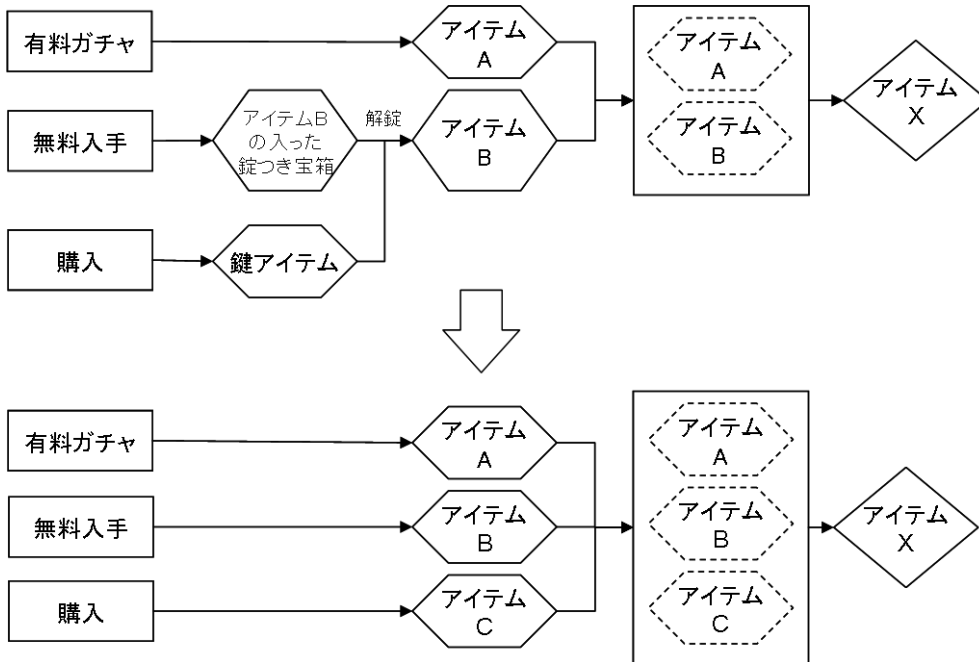 有料ガチャ
アイテム
A
アイテム
A
アイテム
X
無料入手
アイテムB
の入った
錠つき宝箱
解錠
アイテム
B
アイテム
B
購入
鍵アイテム
有料ガチャ
アイテム
A
アイテム
A
無料入手
アイテム
B
アイテム
B
アイテム
X
購入
アイテム
C
アイテム
C